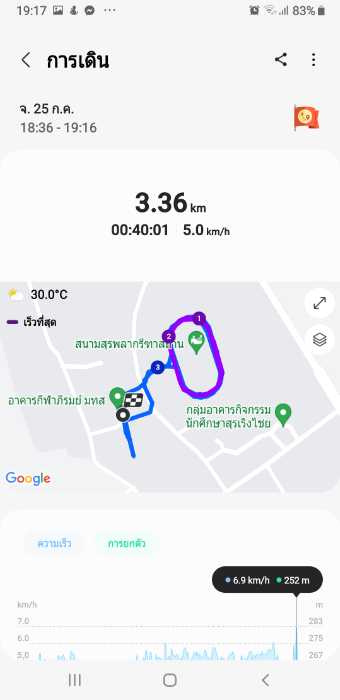 19:17 83%
การเดิน
จ. 25 ก.ค.
18:36 - 19:16
3.36 km
00:40:01 5.0 km/h
30.0°C
เร็วที่สุด
1
2
สนามสุรพลากรีฑาสถาน
3
อาคารกีฬาภิรมย์ มทส
กลุ่มอาคารกิจกรรม
นักศึกษาสุรเริงไชย
Google
ความเร็ว การยกตัว
6.9 km/h 252 m
km/h m
7.0 283
6.0 275
5.0 267